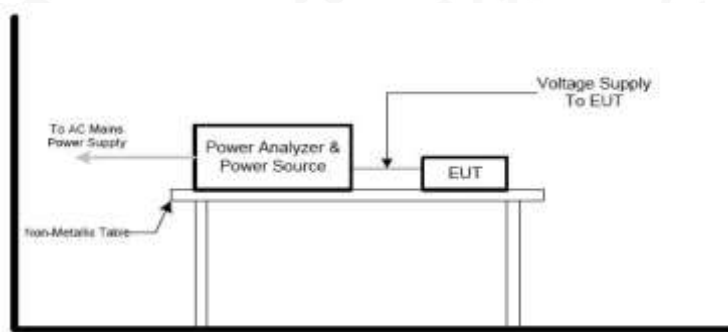 Voltage Supply
To EUT
To AC Mains
Power Supply
Power Analyzer &
Power Source
EUT
Non-Metallic Table